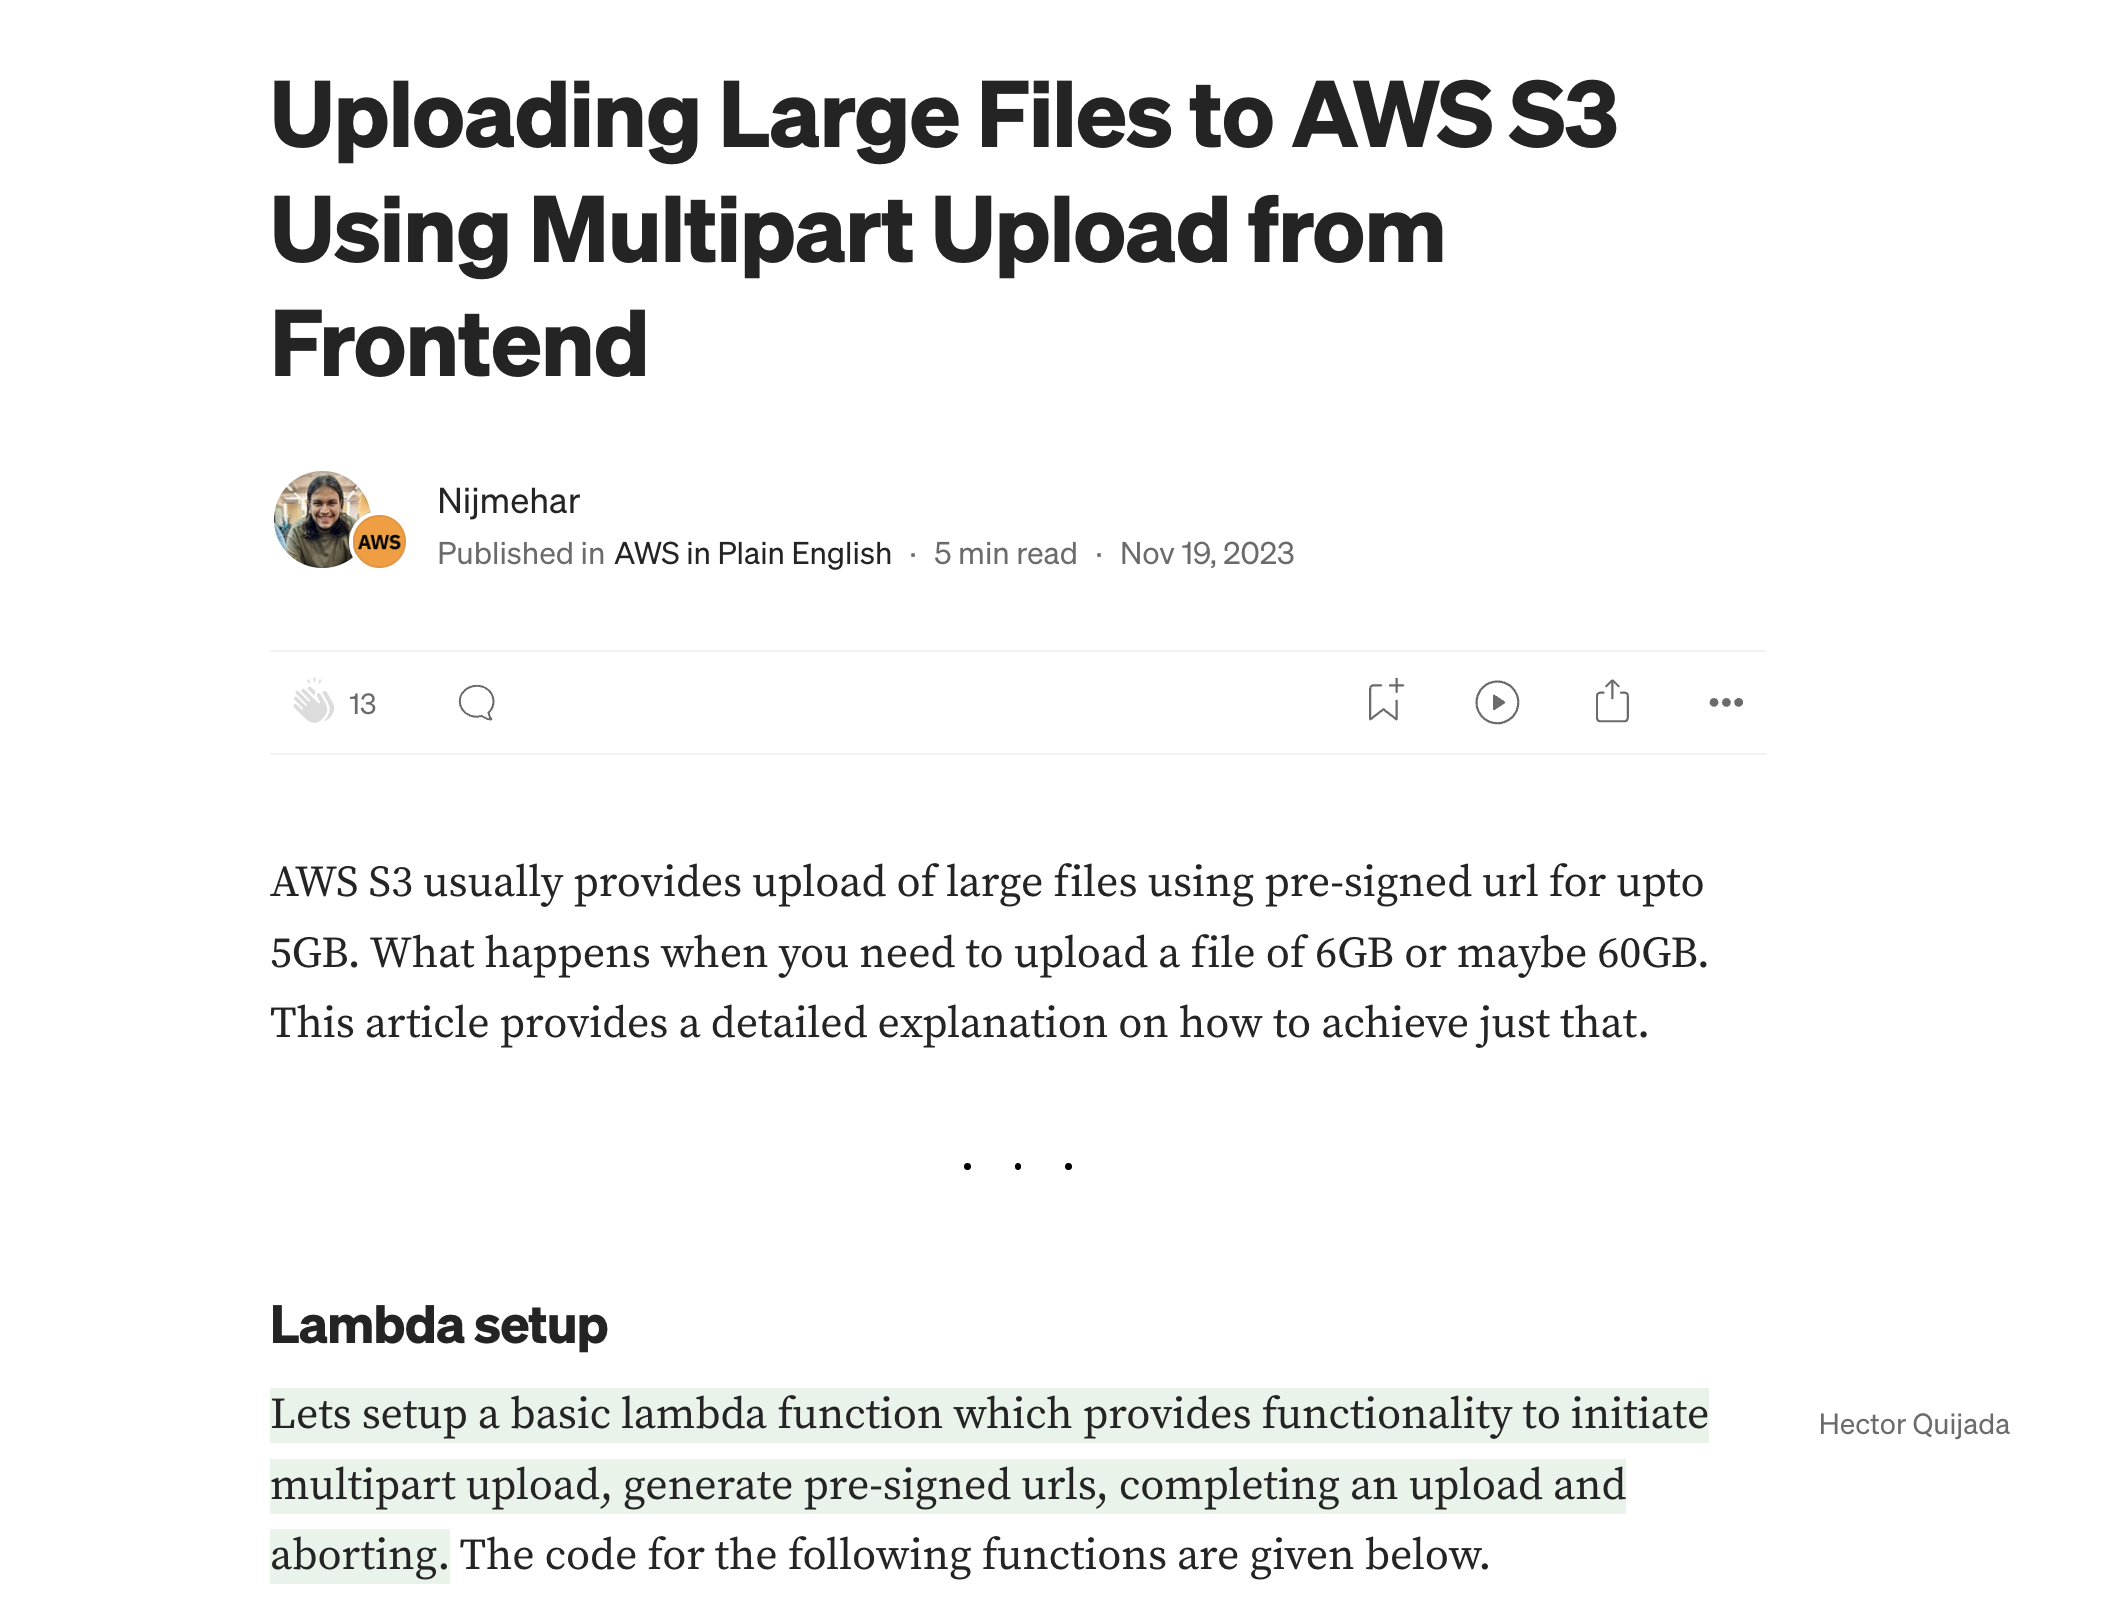 Uploading Large Files to AWS S3
Using Multipart Upload from
Frontend
Nijmehar
AWS
Published in AWS in Plain English · 5 min read · Nov 19, 2023
13
AWS S3 usually provides upload of large files using pre-signed url for upto
5GB. What happens when you need to upload a file of 6GB or maybe 60GB.
This article provides a detailed explanation on how to achieve just that.
. . .
Lambda setup
Lets setup a basic lambda function which provides functionality to initiate
Hector Quijada
multipart upload, generate pre-signed urls, completing an upload and
aborting. The code for the following functions are given below.